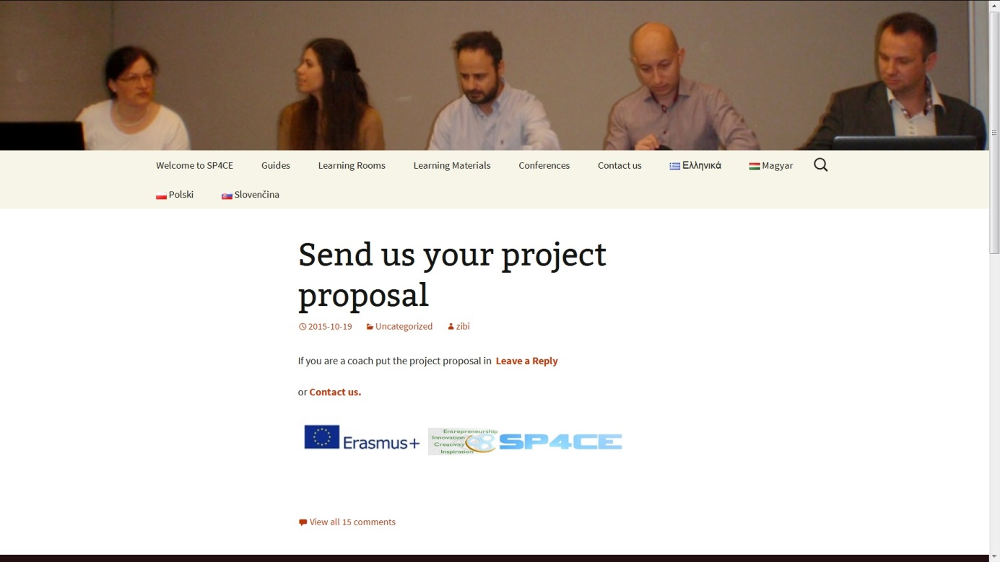 Welcome to SP4CE Guides Learning Rooms Learning Materials Conferences Contact us Ελληνικά Magyar
Polski Slovenčina
Send us your project
proposal
2015-10-19 Uncategorized zibi
If you are a coach put the project proposal in Leave a Reply
or Contact us.
Erasmus+
Entrepreneurship
Innovation
Creativity
Inspiration
SP4CE
View all 15 comments